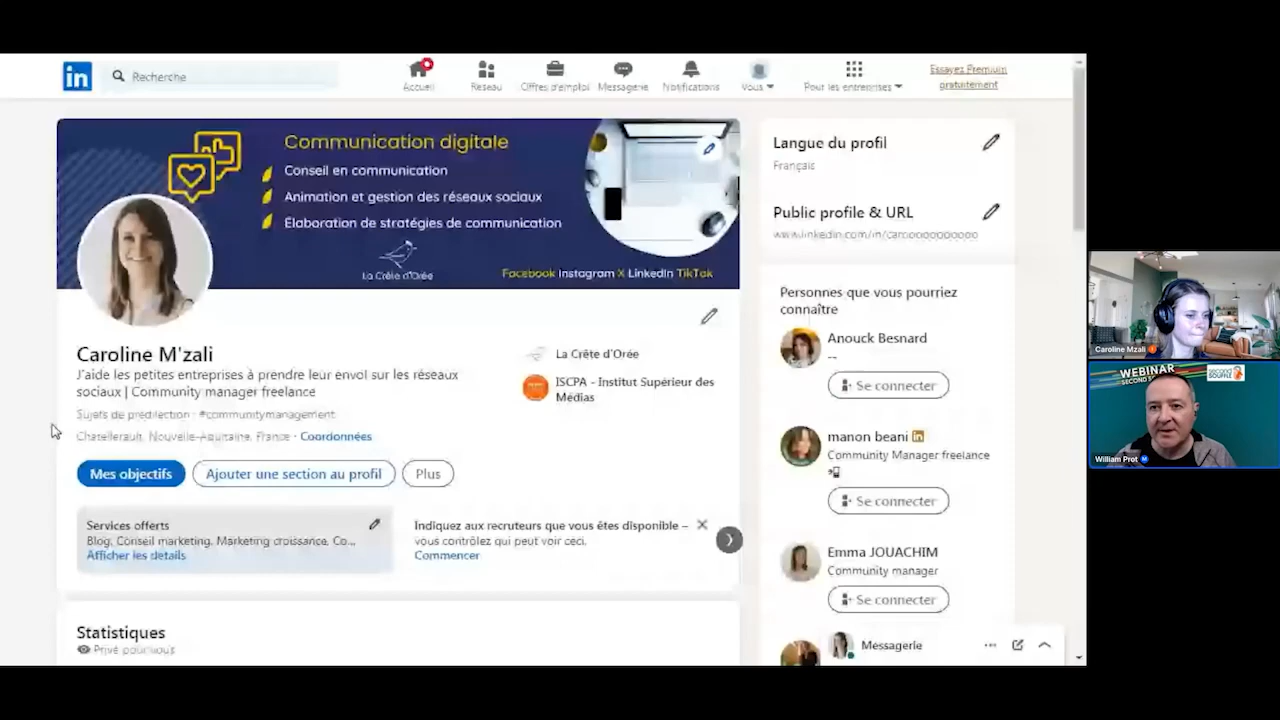 in
Recherche
Accueil
Réseau
Offres d'emploi
Messagerie
Notifications
Vous
Pour les entreprises
Essayez Premium
gratuitement
Communication digitale
Conseil en communication
Animation et gestion des réseaux sociaux
Élaboration de stratégies de communication
La Crête d'Orée
Facebook Instagram X LinkedIn TikTok
Caroline M'zali
J'aide les petites entreprises à prendre leur envol sur les réseaux
sociaux | Community manager freelance
Sujets de prédilection · #communitymanagement
Chatellerault, Nouvelle-Aquitaine, France · Coordonnées
La Crête d'Orée
ISCPA - Institut Supérieur des
Médias
Mes objectifs
Ajouter une section au profil
Plus
Services offerts
Blog, Conseil marketing, Marketing croissance, Co...
Afficher les détails
Indiquez aux recruteurs que vous êtes disponible –
vous contrôlez qui peut voir ceci.
Commencer
Statistiques
Privé pour vous
Langue du profil
Français
Public profile & URL
Personnes que vous pourriez
connaître
Anouck Besnard
--
Se connecter
manon beani in
Community Manager freelance
Se connecter
Emma JOUACHIM
Community manager
Se connecter
Messagerie
Caroline Mzali
WEBINAR
SECOND
SECOND
SOUFFLE
William Prot